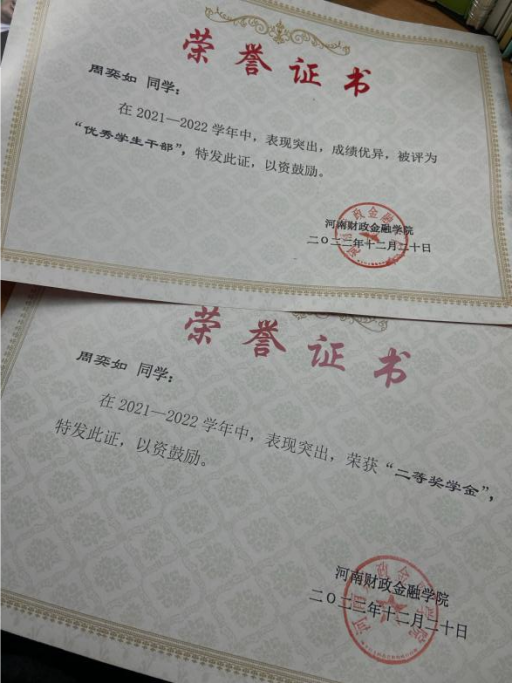 荣誉证书
周奕如 同学：
在 2021—2022 学年中，表现突出，成绩优异，被评为
“优秀学生干部”，特发此证，以资鼓励。
河南财政金融学院
二〇二二年十二月二十日
荣誉证书
周奕如 同学：
在 2021—2022 学年中，表现突出，荣获“二等奖学金”，
特发此证，以资鼓励。
河南财政金融学院
二〇二二年十二月二十日